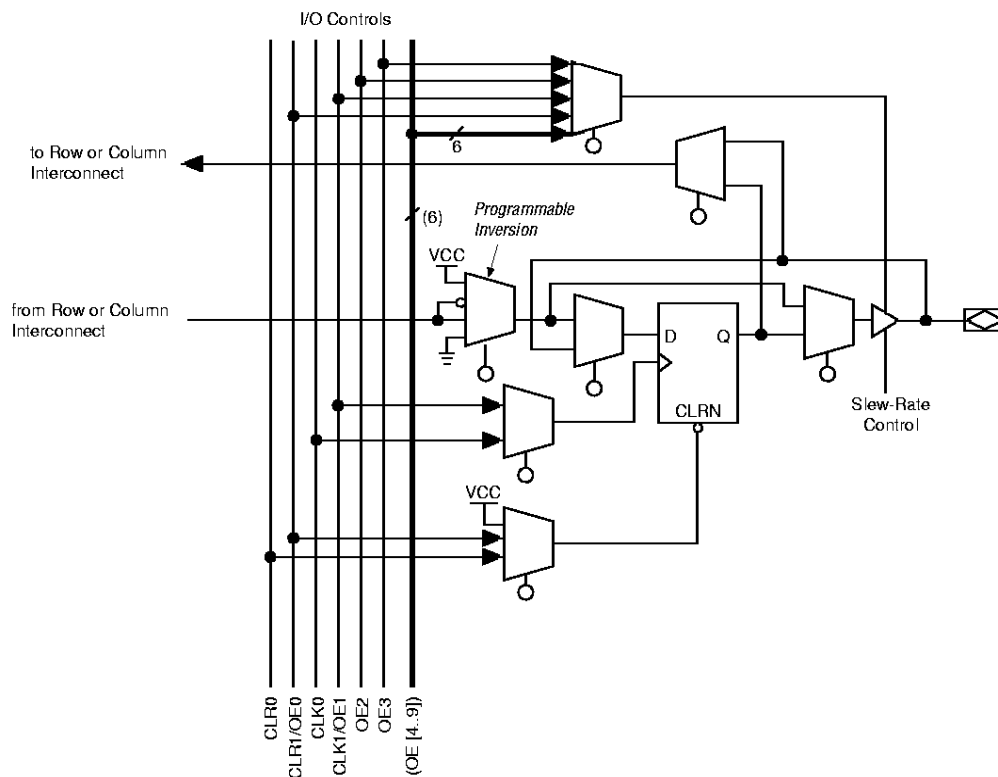 I/O Controls
6
to Row or Column
Interconnect
(6)
Programmable
Inversion
VCC
from Row or Column
Interconnect
D
Q
CLRN
Slew-Rate
Control
VCC
CLR0
CLR1/OE0
CLK0
CLK1/OE1
OE2
OE3
(OE [4..9])